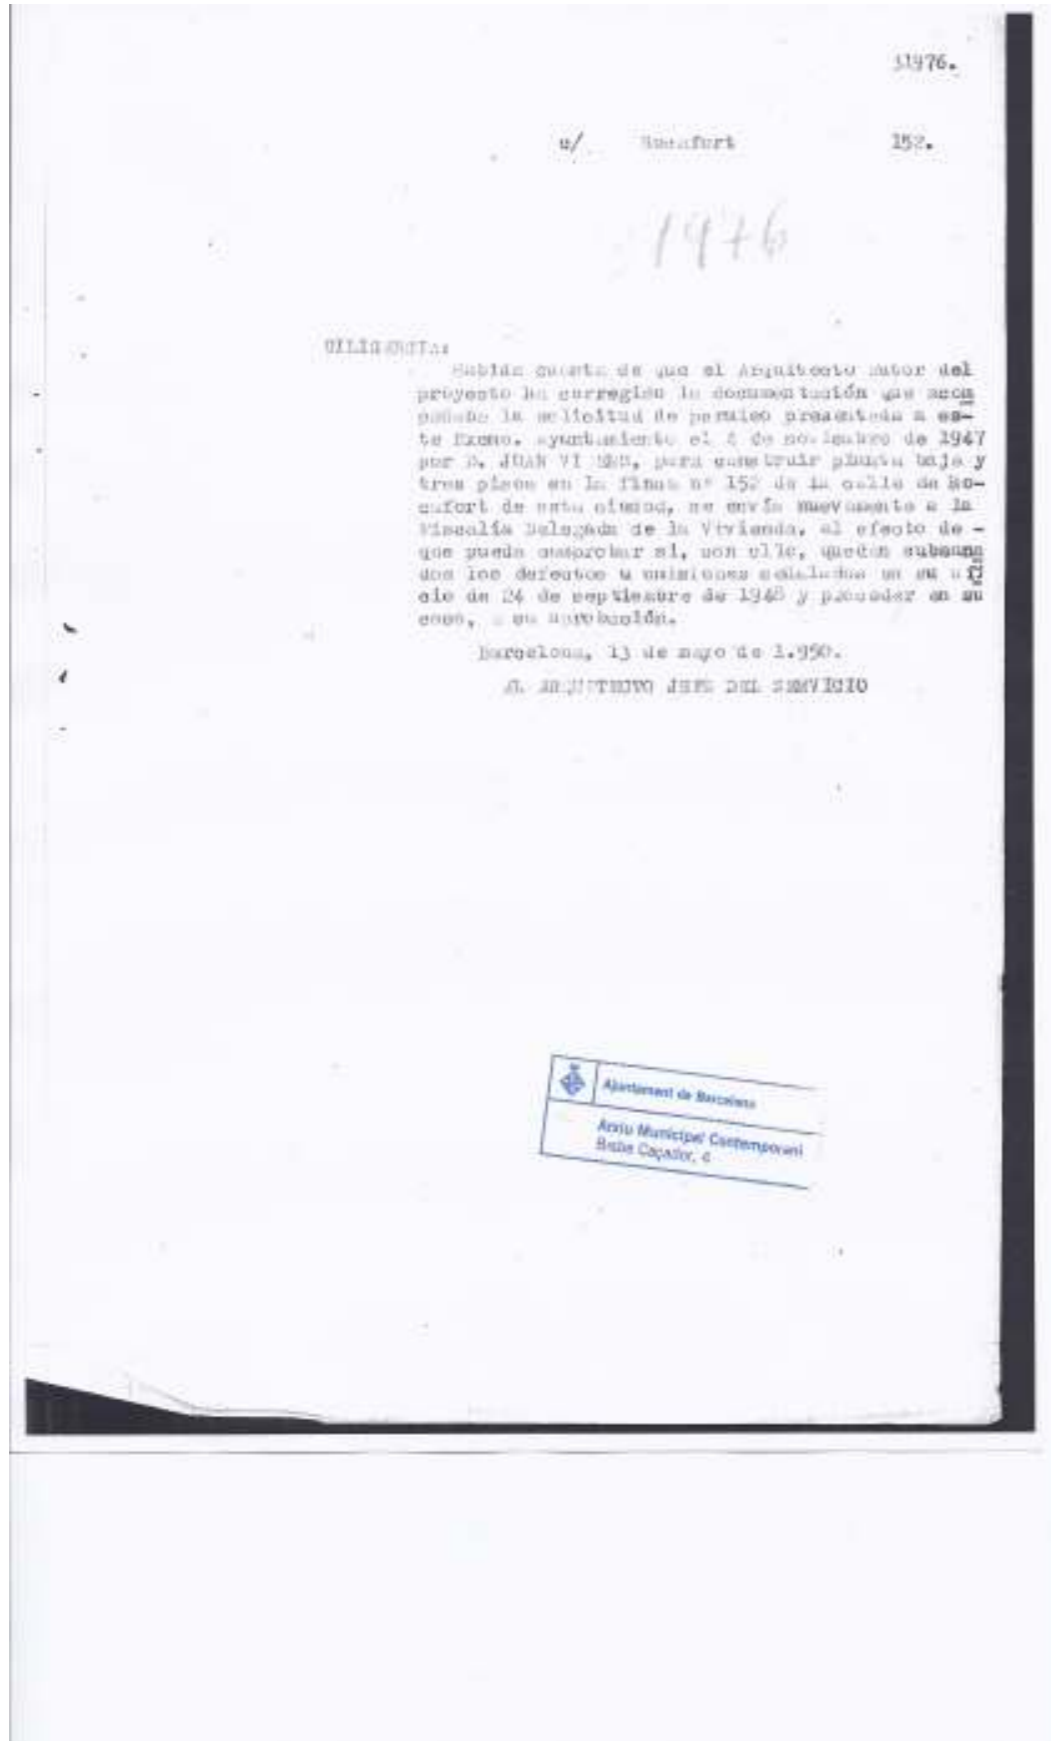 31976.
c/ Rocafort 152.
1976
DILIGENCIA:
Habida cuenta de que el Arquitecto autor del
proyecto ha corregido la documentación que acom
pañaba la solicitud de permiso presentada a es-
te Excmo. Ayuntamiento el 4 de noviembre de 1947
por D. JUAN para construir planta baja y
tres pisos en la finca nº 152 de la calle de Ro-
cafort de esta ciudad, se envía nuevamente a la
Fiscalía Delegada de la Vivienda, al efecto de -
que pueda comprobar si, con ello, quedan subsana
dos los defectos u omisiones señalados en su ofi
cio de 24 de septiembre de 1948 y proceder en su
caso, a su aprobación.
Barcelona, 13 de mayo de 1.950.
EL ARQUITECTO JEFE DEL SERVICIO
Ajuntament de Barcelona
Arxiu Municipal Contemporani
Bisbe Caçador, 4